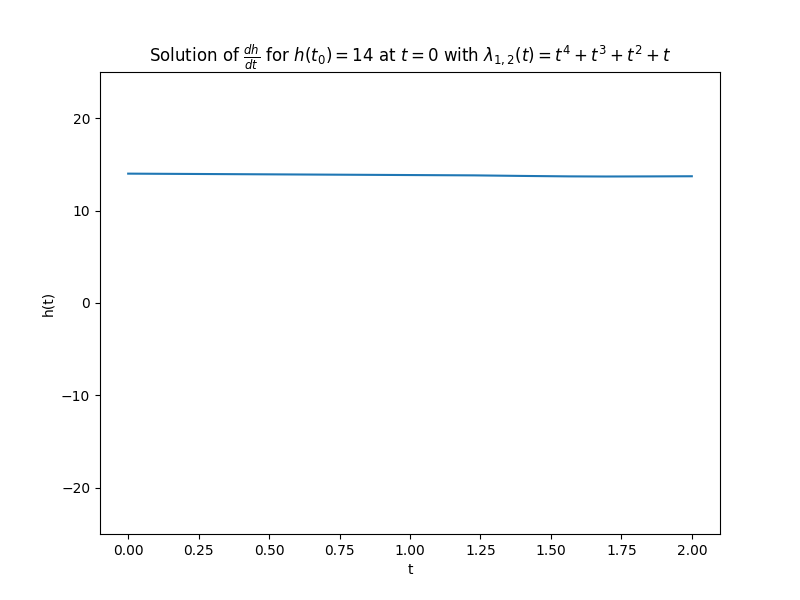 Solution of $\frac{dh}{dt}$ for $h(t_0) = 14$ at $t = 0$ with $\lambda_{1,2}(t) = t^4 + t^3 + t^2 + t$
20
10
0
−10
−20
h(t)
0.00 0.25 0.50 0.75 1.00 1.25 1.50 1.75 2.00
t